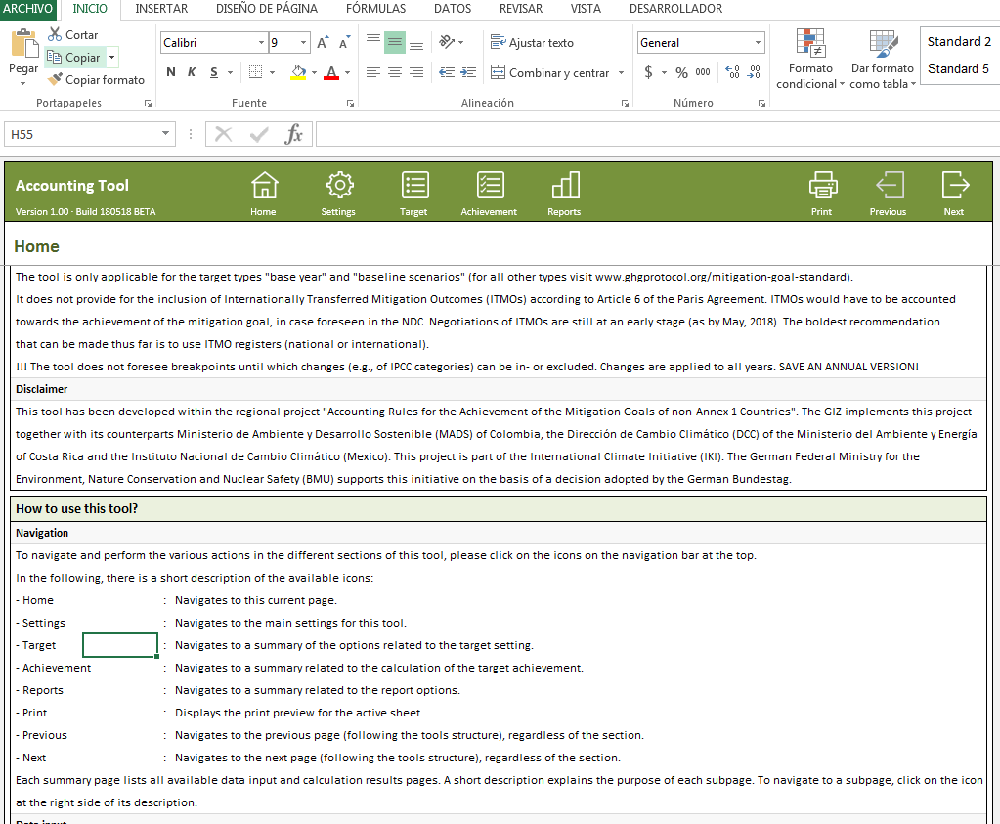 ARCHIVO INICIO INSERTAR DISEÑO DE PÁGINA FÓRMULAS DATOS REVISAR VISTA DESARROLLADOR
Pegar
Cortar
Copiar
Copiar formato
Portapapeles
Calibri 9 A A
N K S A
Fuente
Ajustar texto
Combinar y centrar
Alineación
General
$ % 000
Número
Formato condicional
Dar formato como tabla
Standard 2
Standard 5
H55 fx
Accounting Tool
Version 1.00 · Build 180518 BETA
Home Settings Target Achievement Reports Print Previous Next
Home
The tool is only applicable for the target types "base year" and "baseline scenarios" (for all other types visit www.ghgprotocol.org/mitigation-goal-standard).
It does not provide for the inclusion of Internationally Transferred Mitigation Outcomes (ITMOs) according to Article 6 of the Paris Agreement. ITMOs would have to be accounted
towards the achievement of the mitigation goal, in case foreseen in the NDC. Negotiations of ITMOs are still at an early stage (as by May, 2018). The boldest recommendation
that can be made thus far is to use ITMO registers (national or international).
!!! The tool does not foresee breakpoints until which changes (e.g., of IPCC categories) can be in- or excluded. Changes are applied to all years. SAVE AN ANNUAL VERSION!
Disclaimer
This tool has been developed within the regional project "Accounting Rules for the Achievement of the Mitigation Goals of non-Annex 1 Countries". The GIZ implements this project
together with its counterparts Ministerio de Ambiente y Desarrollo Sostenible (MADS) of Colombia, the Dirección de Cambio Climático (DCC) of the Ministerio del Ambiente y Energía
of Costa Rica and the Instituto Nacional de Cambio Climático (Mexico). This project is part of the International Climate Initiative (IKI). The German Federal Ministry for the
Environment, Nature Conservation and Nuclear Safety (BMU) supports this initiative on the basis of a decision adopted by the German Bundestag.
How to use this tool?
Navigation
To navigate and perform the various actions in the different sections of this tool, please click on the icons on the navigation bar at the top.
In the following, there is a short description of the available icons:
- Home : Navigates to this current page.
- Settings : Navigates to the main settings for this tool.
- Target : Navigates to a summary of the options related to the target setting.
- Achievement : Navigates to a summary related to the calculation of the target achievement.
- Reports : Navigates to a summary related to the report options.
- Print : Displays the print preview for the active sheet.
- Previous : Navigates to the previous page (following the tools structure), regardless of the section.
- Next : Navigates to the next page (following the tools structure), regardless of the section.
Each summary page lists all available data input and calculation results pages. A short description explains the purpose of each subpage. To navigate to a subpage, click on the icon
at the right side of its description.
Data input